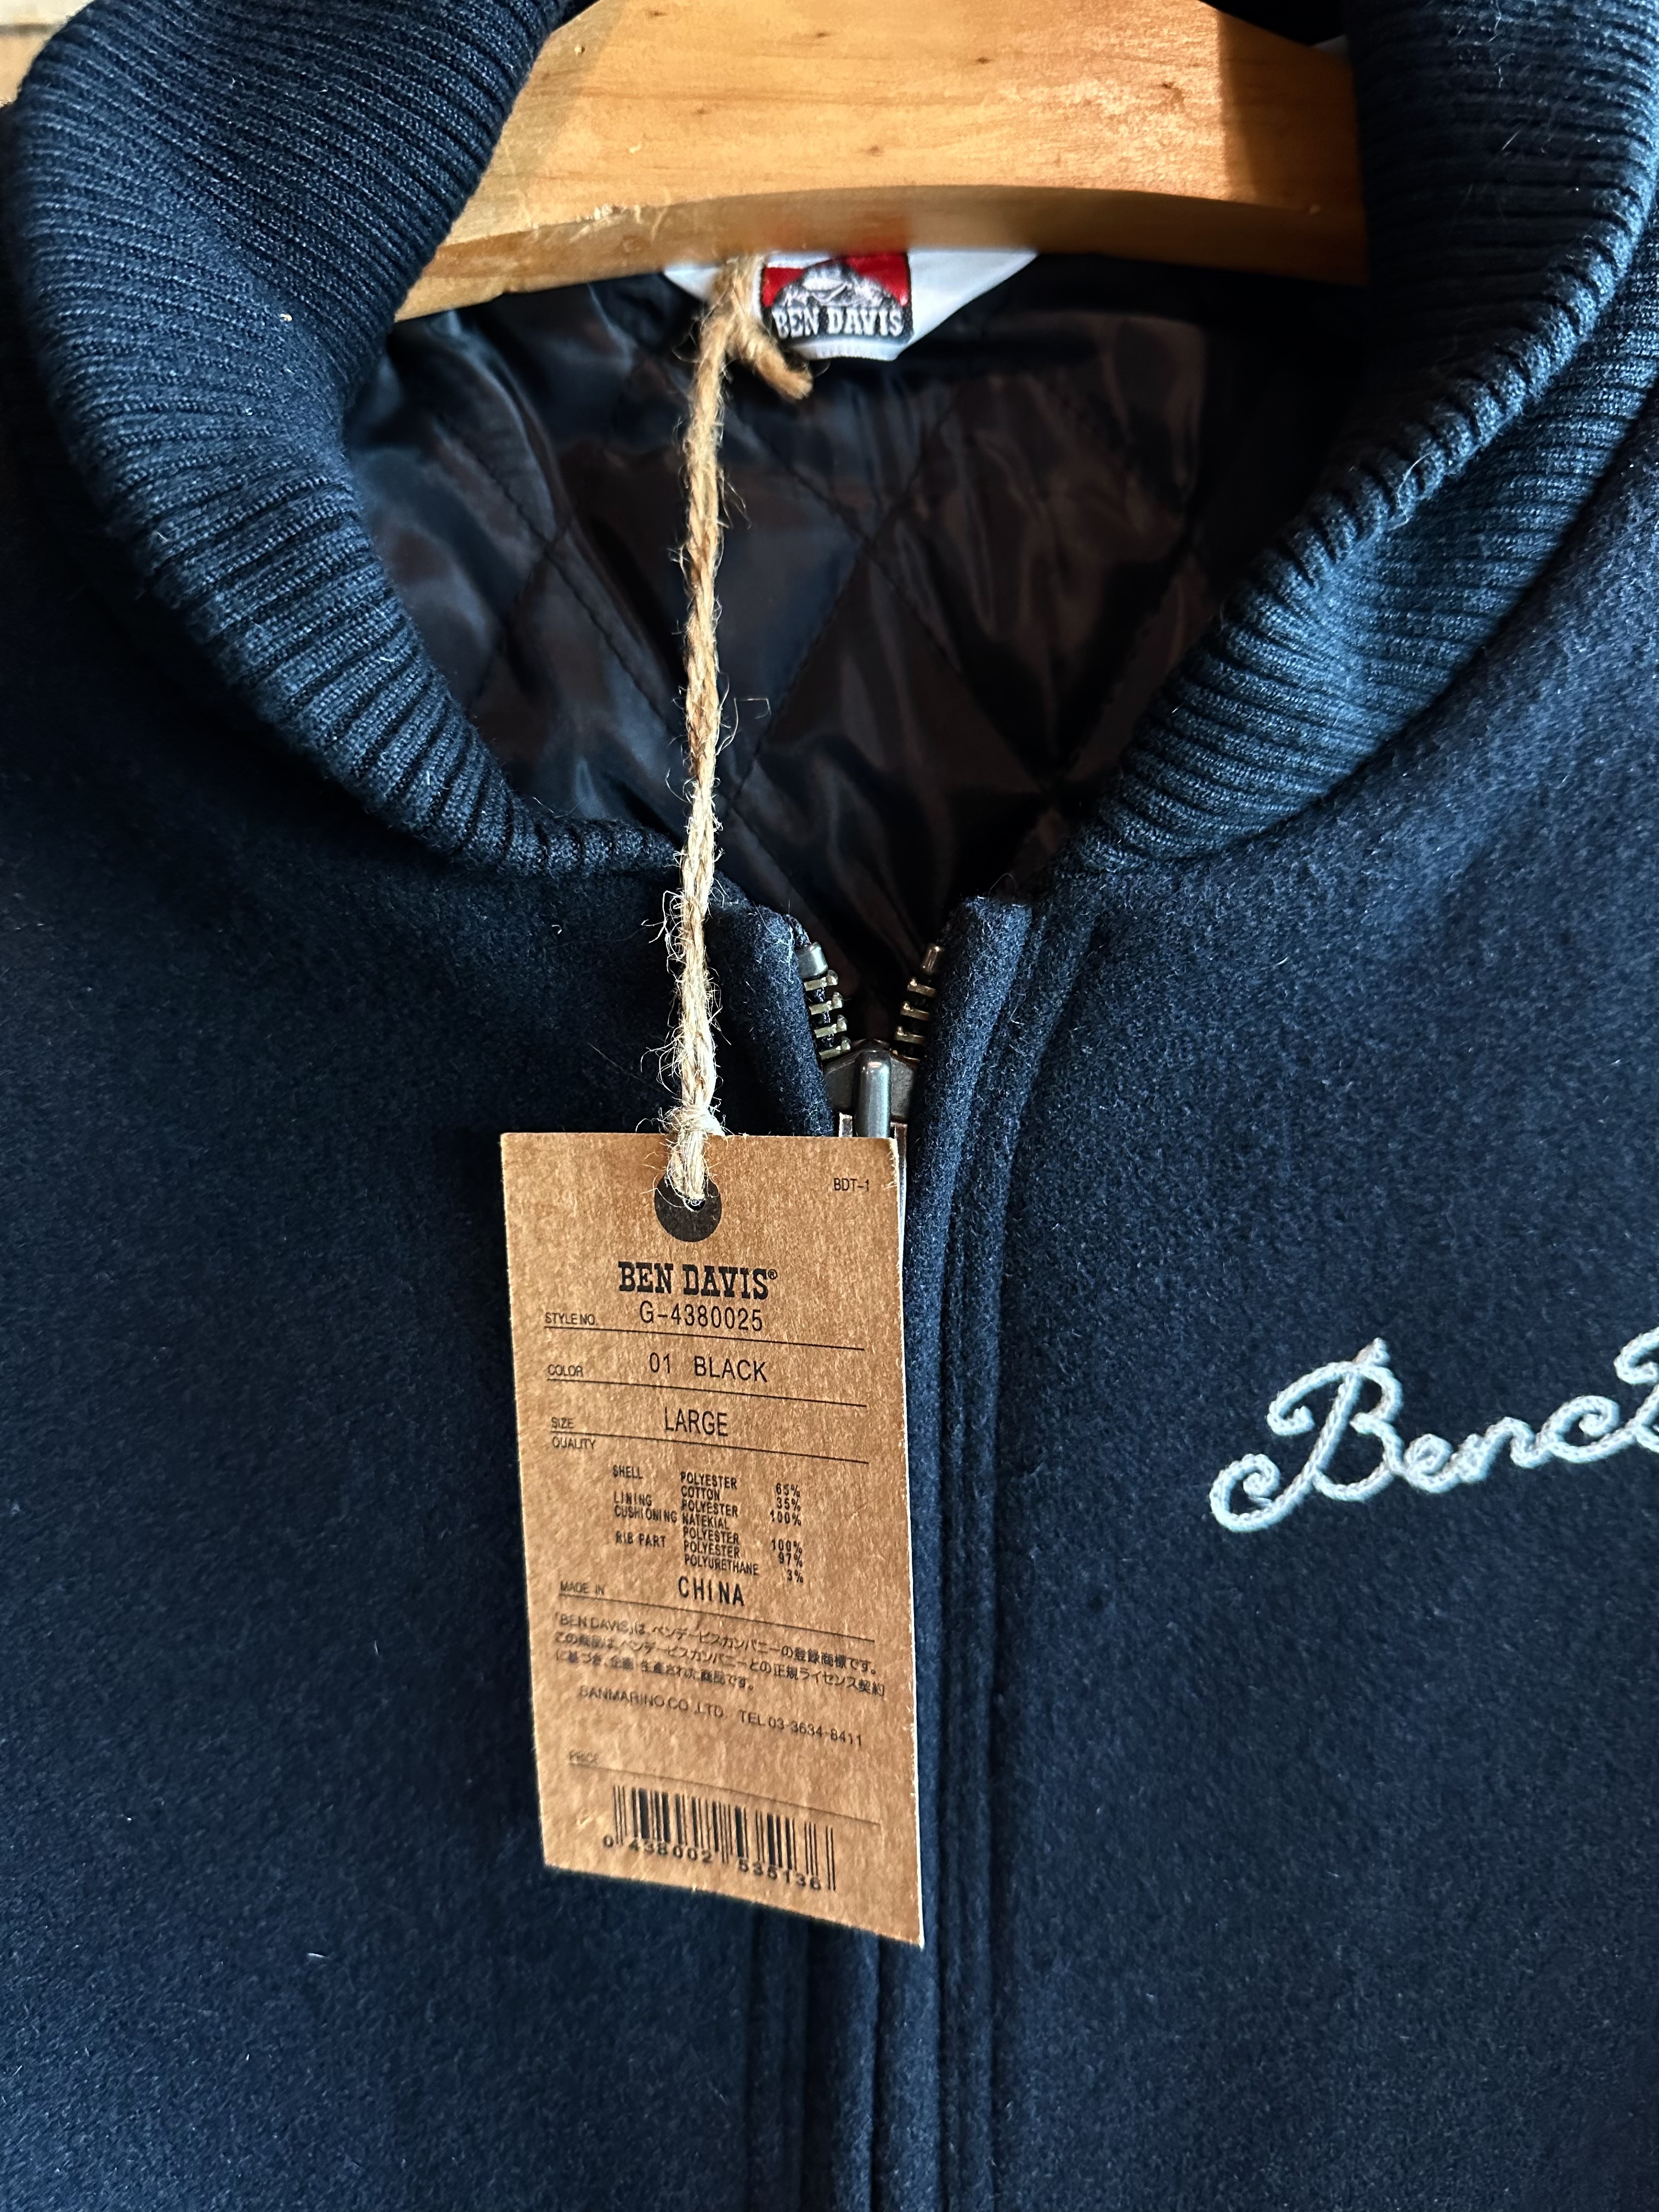 BEN DAVIS
BDT-1
BEN DAVIS®
STYLE NO. G-4380025
COLOR 01 BLACK
SIZE LARGE
QUALITY
SHELL POLYESTER 65%
COTTON 35%
LINING POLYESTER 100%
CUSHIONING NATEKIAL
POLYESTER 100%
RIB PART POLYESTER 97%
POLYURETHANE 3%
MADE IN CHINA
「BEN DAVIS」は、ベンデービスカンパニーの登録商標です。
この商品は、ベンデービスカンパニーとの正規ライセンス契約
に基づき、企画・生産された商品です。
BANMARINO CO.,LTD. TEL 03-3634-8411
PRICE
0 438002 535136